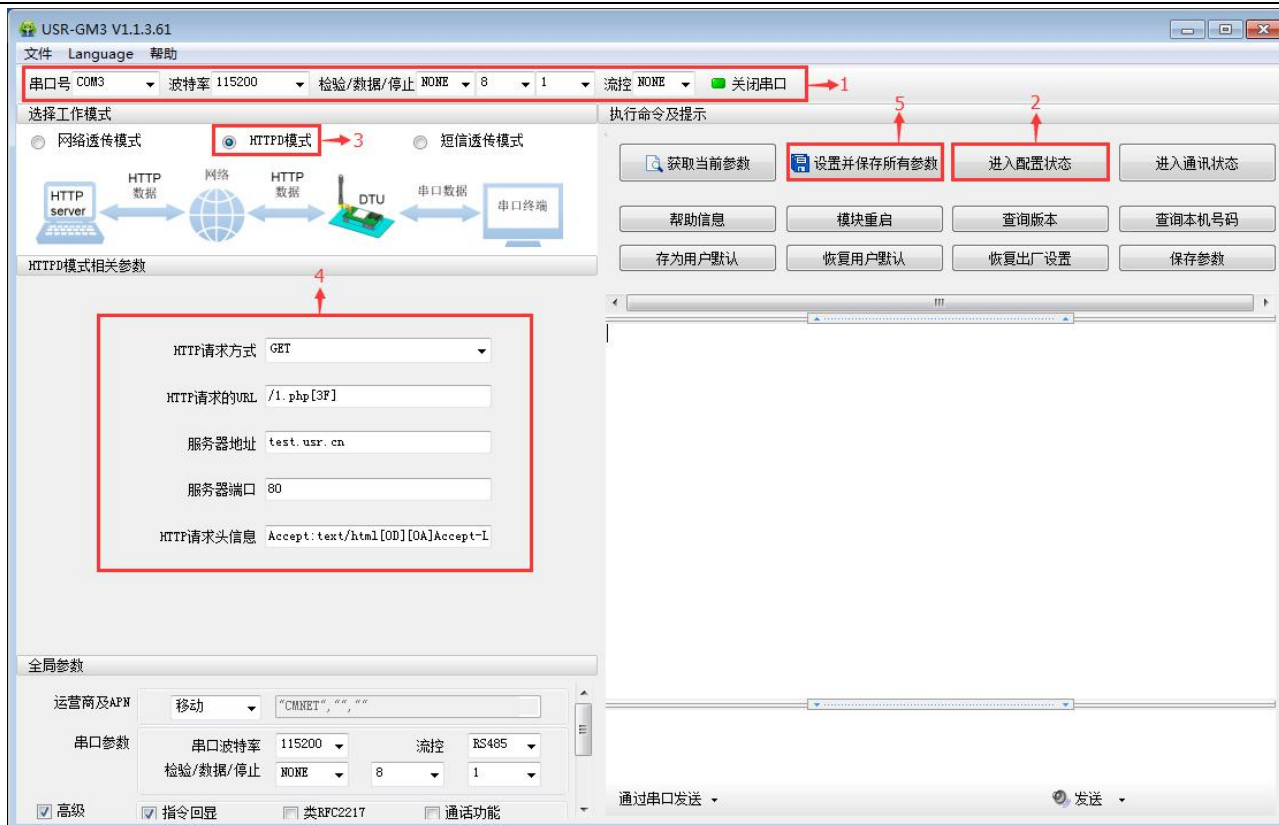 USR-GM3 V1.1.3.61
文件 Language 帮助
串口号 COM3 波特率 115200 检验/数据/停止 NONE 8 1 流控 NONE 关闭串口 1
选择工作模式
网络透传模式 HTTPD模式 3 短信透传模式
HTTP
数据
网络
HTTP
数据
HTTP
server
DTU
串口数据
串口终端
HTTPD模式相关参数
4
HTTP请求方式 GET
HTTP请求的URL /1.php[3F]
服务器地址 test.usr.cn
服务器端口 80
HTTP请求头信息 Accept:text/html[0D][0A]Accept-L
全局参数
运营商及APN 移动 "CMNET","",""
串口参数 串口波特率 115200 流控 RS485
检验/数据/停止 NONE 8 1
高级 指令回显 类RFC2217 通话功能
执行命令及提示
5 2
获取当前参数 设置并保存所有参数 进入配置状态 进入通讯状态
帮助信息 模块重启 查询版本 查询本机号码
存为用户默认 恢复用户默认 恢复出厂设置 保存参数
通过串口发送 发送